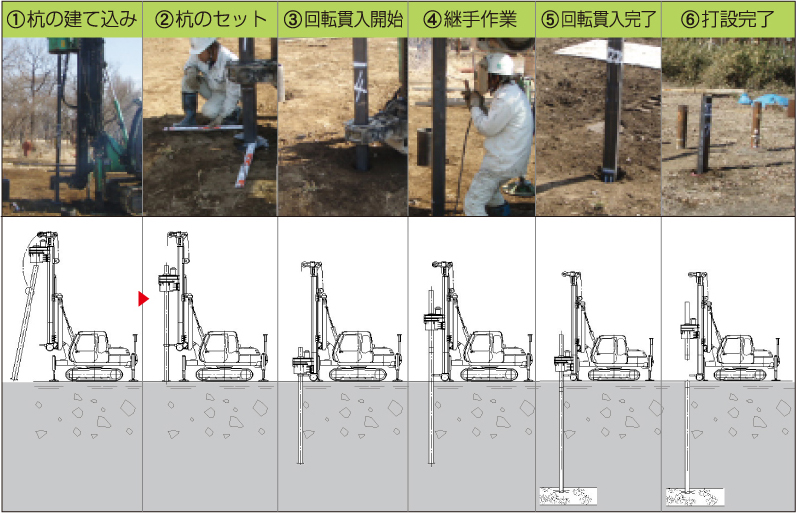 ①杭の建て込み
②杭のセット
③回転貫入開始
④継手作業
⑤回転貫入完了
⑥打設完了